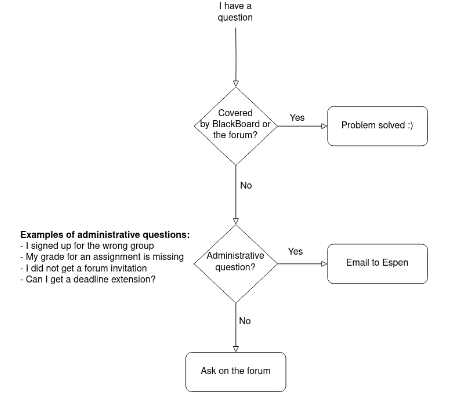 I have a
question
Covered
by BlackBoard or
the forum?
Yes
Problem solved :)
No
Examples of administrative questions:
- I signed up for the wrong group
- My grade for an assignment is missing
- I did not get a forum invitation
- Can I get a deadline extension?
Administrative
question?
Yes
Email to Espen
No
Ask on the forum